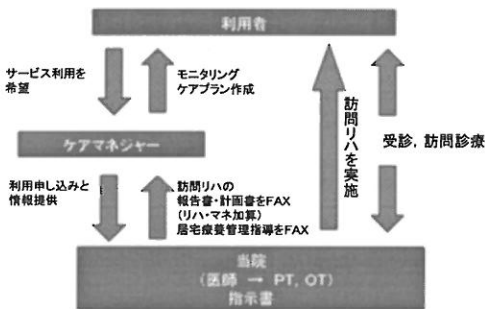 利用者
サービス利用を
希望
モニタリング
ケアプラン作成
ケアマネジャー
利用申し込みと
情報提供
訪問リハの
報告書・計画書をFAX
(リハ・マネ加算)
居宅療養管理指導をFAX
訪問リハを実施
受診，訪問診療
当院
(医師 → PT, OT)
指示書